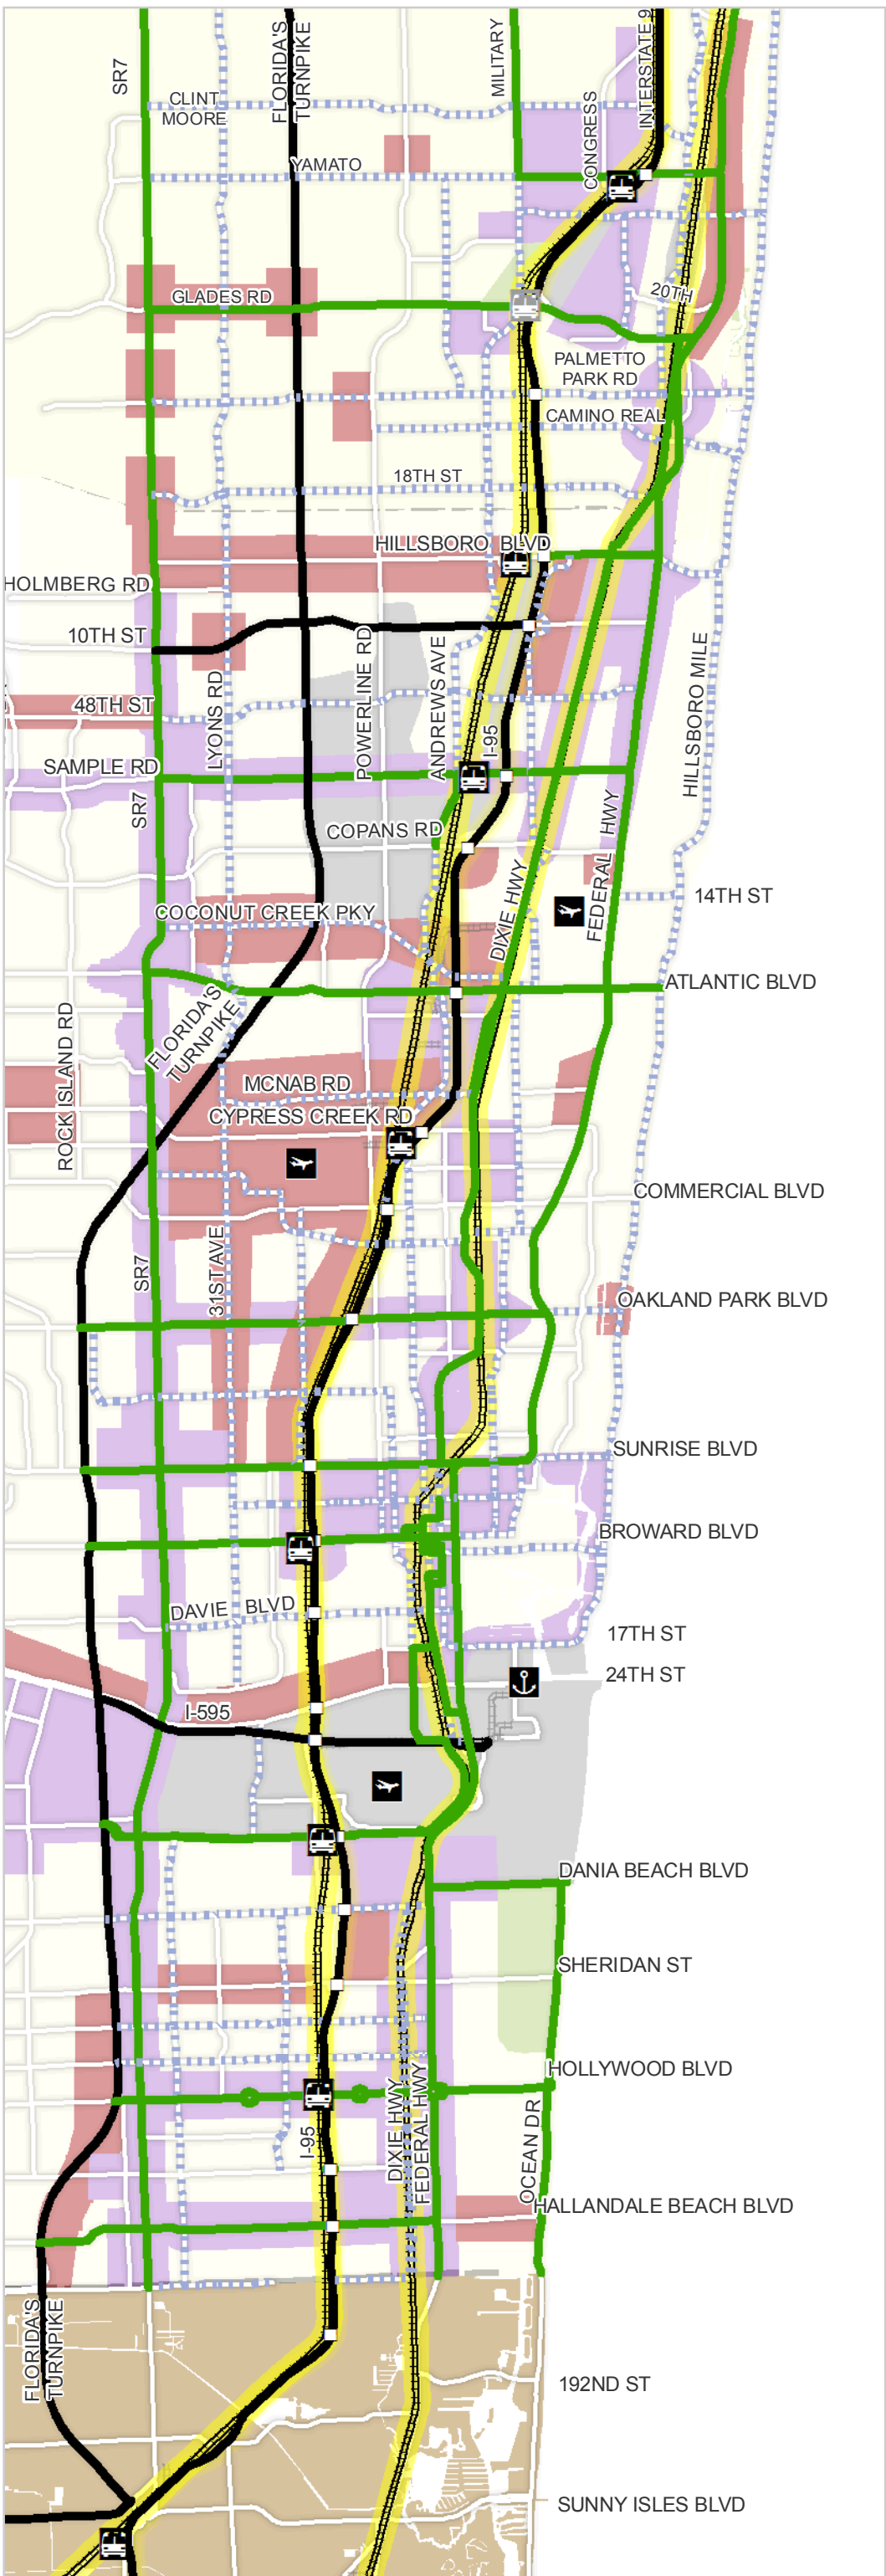 SR7
FLORIDA'S
TURNPIKE
MILITARY
INTERSTATE 9
CONGRESS
CLINT
MOORE
YAMATO
GLADES RD
20TH
PALMETTO
PARK RD
CAMINO REAL
18TH ST
HILLSBORO BLVD
HOLMBERG RD
10TH ST
LYONS RD
POWERLINE RD
ANDREWS AVE
HILLSBORO MILE
48TH ST
I-95
SAMPLE RD
SR7
COPANS RD
FEDERAL HWY
DIXIE HWY
14TH ST
COCONUT CREEK PKY
ATLANTIC BLVD
FLORIDA'S
TURNPIKE
ROCK ISLAND RD
MCNAB RD
CYPRESS CREEK RD
COMMERCIAL BLVD
31ST AVE
SR7
OAKLAND PARK BLVD
SUNRISE BLVD
BROWARD BLVD
DAVIE BLVD
17TH ST
24TH ST
I-595
DANIA BEACH BLVD
SHERIDAN ST
HOLLYWOOD BLVD
I-95
DIXIE HWY
FEDERAL HWY
OCEAN DR
HALLANDALE BEACH BLVD
FLORIDA'S
TURNPIKE
192ND ST
SUNNY ISLES BLVD